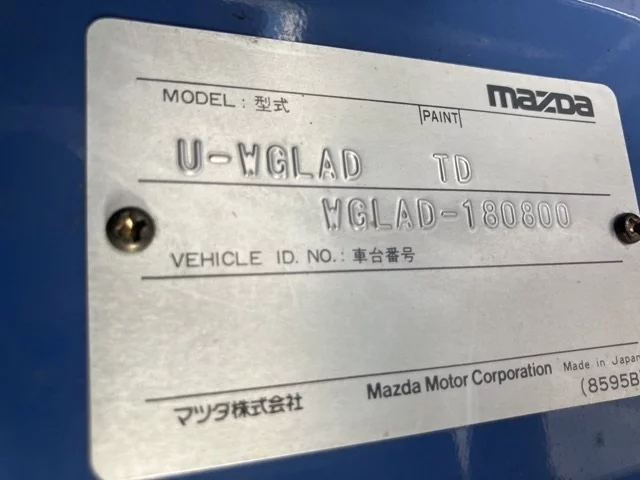 mazda
MODEL : 型式 PAINT
U-WGLAD TD
WGLAD-180800
VEHICLE ID. NO. : 車台番号
マツダ株式会社 Mazda Motor Corporation Made in Japan
(8595B